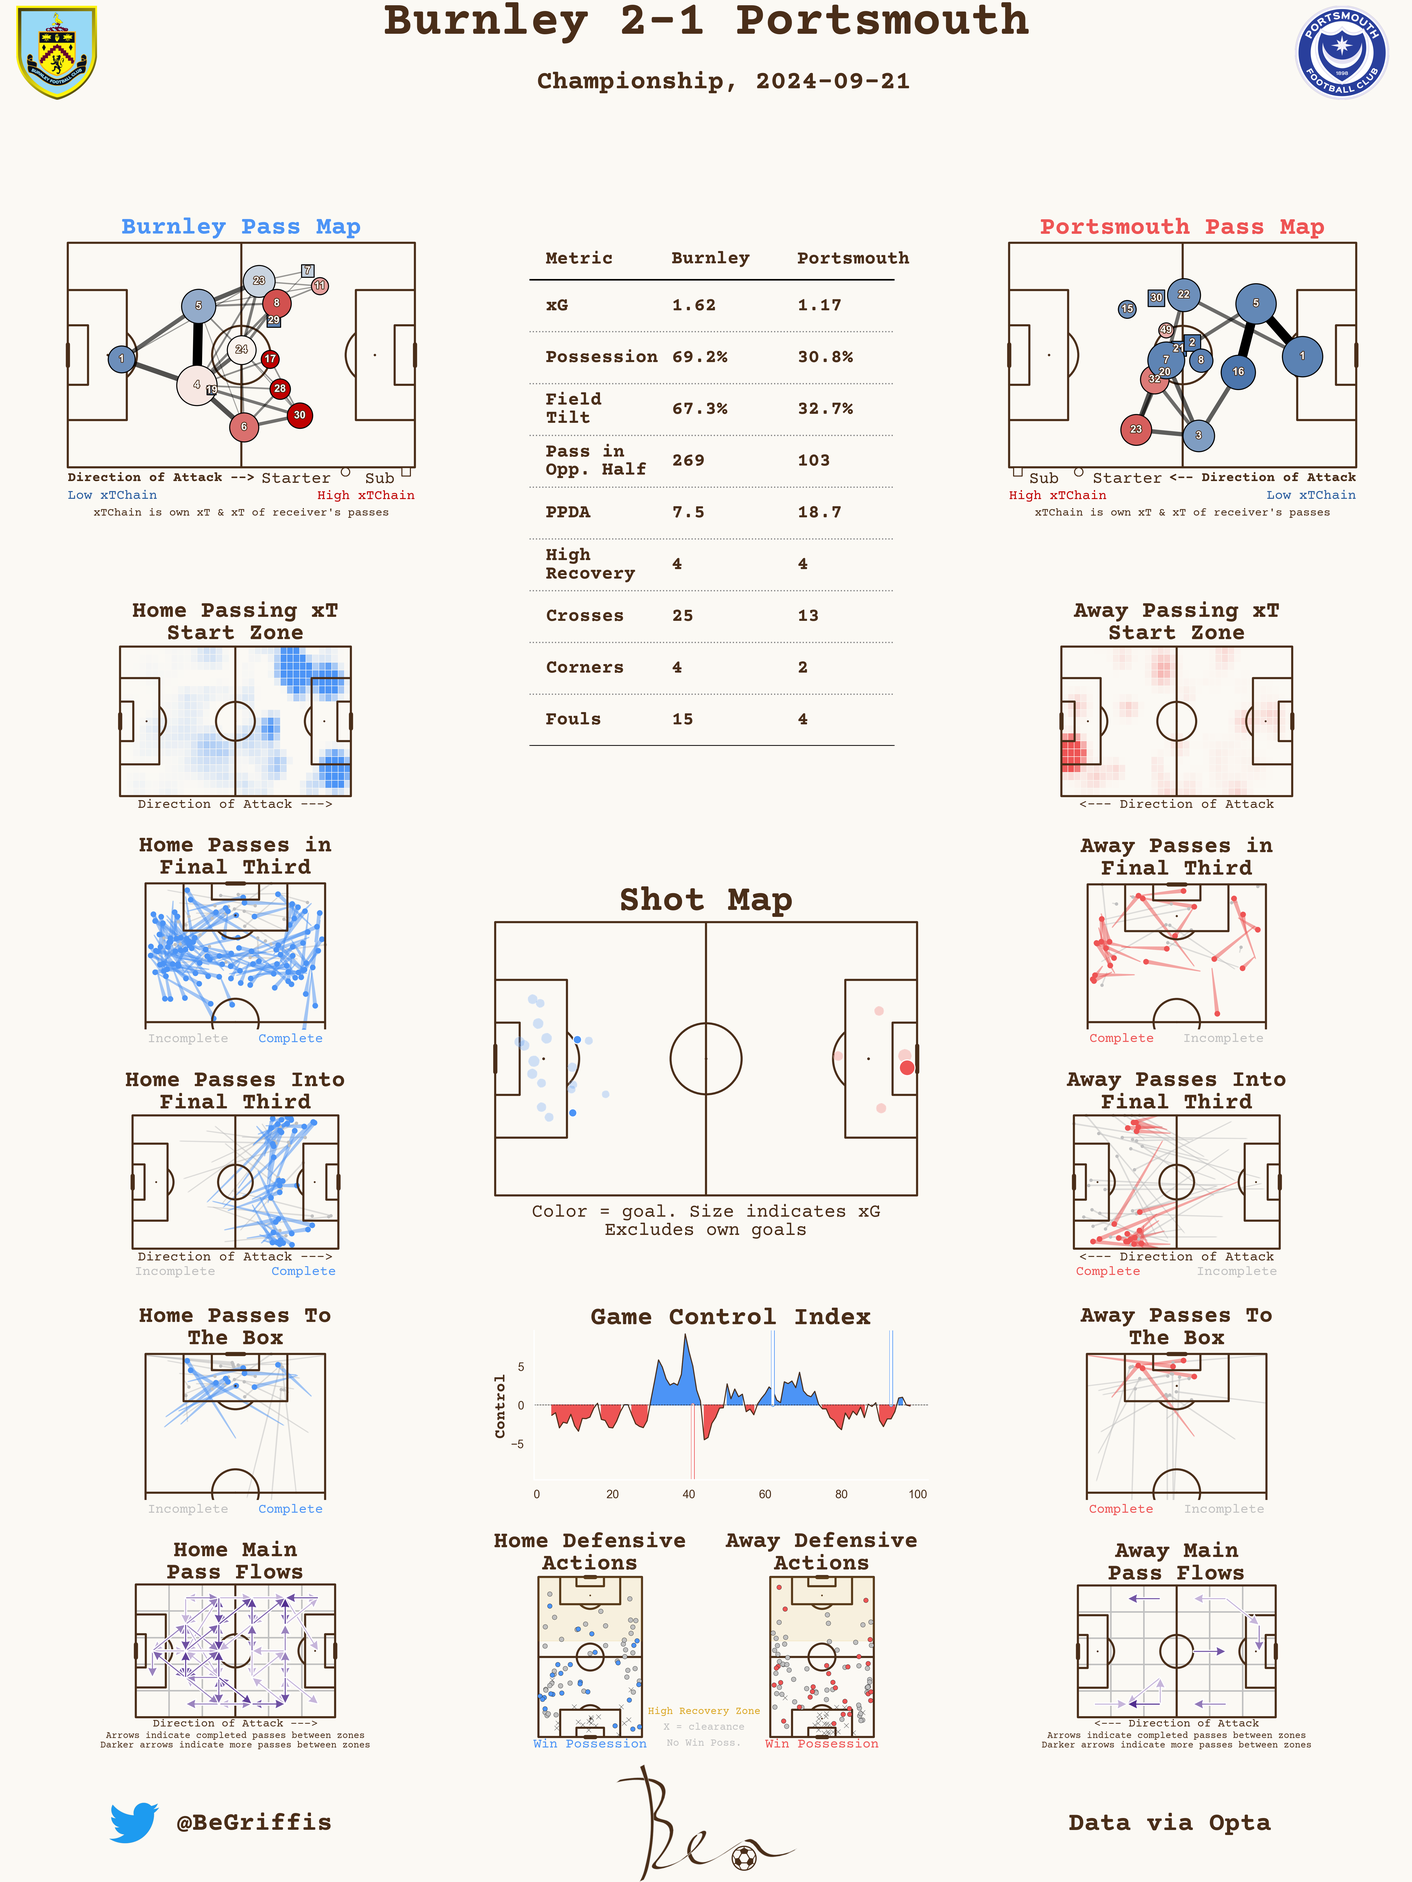 Burnley 2-1 Portsmouth
Championship, 2024-09-21
BURNLEY FOOTBALL CLUB
PORTSMOUTH
1898
FOOTBALL CLUB
Burnley Pass Map
7
23
11
8
5
29
24
1
17
4
19
28
30
6
Direction of Attack --> Starter Sub
Low xTChain High xTChain
xTChain is own xT & xT of receiver's passes
Metric Burnley Portsmouth
xG 1.62 1.17
Possession 69.2% 30.8%
Field
Tilt 67.3% 32.7%
Pass in
Opp. Half 269 103
PPDA 7.5 18.7
High
Recovery 4 4
Crosses 25 13
Corners 4 2
Fouls 15 4
Portsmouth Pass Map
30
22
5
15
49
2
21
7
8
1
20
32
16
23
3
Sub Starter <-- Direction of Attack
High xTChain Low xTChain
xTChain is own xT & xT of receiver's passes
Home Passing xT
Start Zone
Direction of Attack --->
Away Passing xT
Start Zone
<--- Direction of Attack
Home Passes in
Final Third
Incomplete Complete
Away Passes in
Final Third
Complete Incomplete
Shot Map
Color = goal. Size indicates xG
Excludes own goals
Home Passes Into
Final Third
Direction of Attack --->
Incomplete Complete
Away Passes Into
Final Third
<--- Direction of Attack
Complete Incomplete
Home Passes To
The Box
Incomplete Complete
Game Control Index
Control
5
0
−5
0 20 40 60 80 100
Away Passes To
The Box
Complete Incomplete
Home Main
Pass Flows
Direction of Attack --->
Arrows indicate completed passes between zones
Darker arrows indicate more passes between zones
Home Defensive
Actions
Win Possession
High Recovery Zone
X = clearance
No Win Poss.
Away Defensive
Actions
Win Possession
Away Main
Pass Flows
<--- Direction of Attack
Arrows indicate completed passes between zones
Darker arrows indicate more passes between zones
@BeGriffis
Ben
Data via Opta